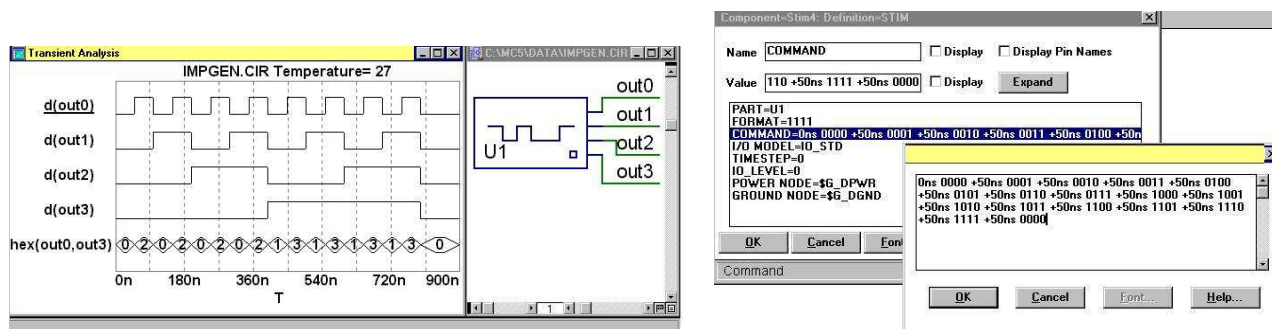 Transient Analysis
IMPGEN.CIR Temperature= 27
d(out0)
d(out1)
d(out2)
d(out3)
hex(out0,out3) 0 2 0 2 0 2 0 2 1 3 1 3 1 3 1 3 0
0n 180n 360n 540n 720n 900n
T
C:\MC5\DATA\IMPGEN.CIR
out0
out1
out2
out3
U1
1
Component=Stim4: Definition=STIM
Name COMMAND Display Display Pin Names
Value 110 +50ns 1111 +50ns 0000 Display Expand
PART=U1
FORMAT=1111
COMMAND=0ns 0000 +50ns 0001 +50ns 0010 +50ns 0011 +50ns 0100 +50n
I/O MODEL=IO_STD
TIMESTEP=0
IO_LEVEL=0
POWER NODE=$G_DPWR
GROUND NODE=$G_DGND
OK Cancel Fon
Command
0ns 0000 +50ns 0001 +50ns 0010 +50ns 0011 +50ns 0100
+50ns 0101 +50ns 0110 +50ns 0111 +50ns 1000 +50ns 1001
+50ns 1010 +50ns 1011 +50ns 1100 +50ns 1101 +50ns 1110
+50ns 1111 +50ns 0000
OK Cancel Font... Help...